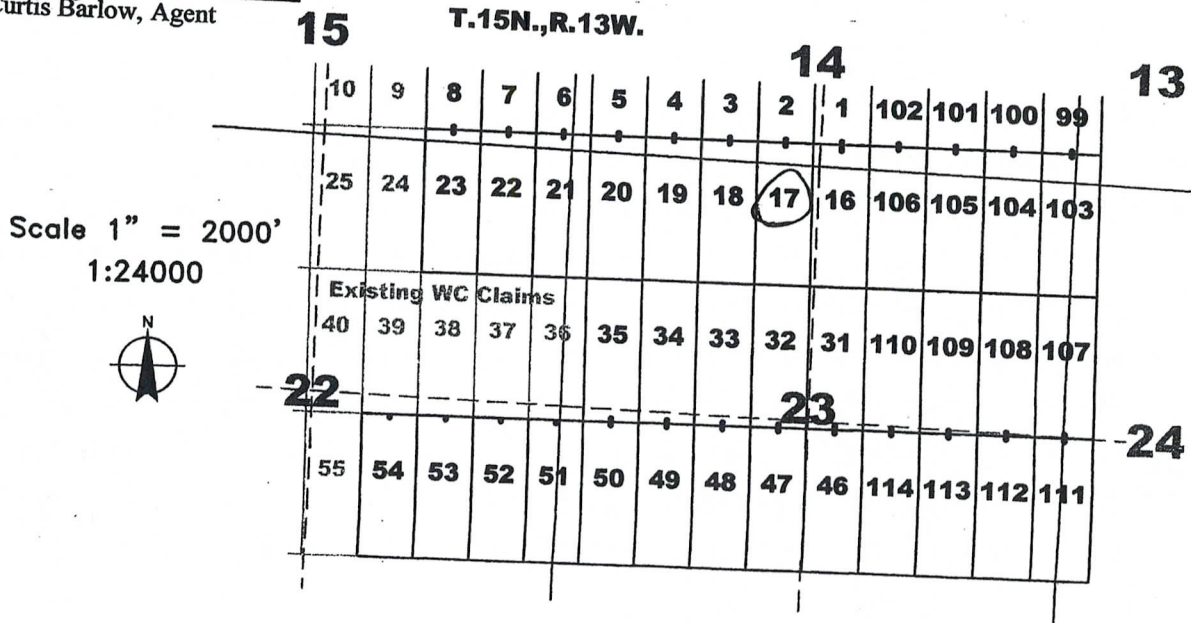 Curtis Barlow, Agent
T.15N.,R.13W.
15 14 13
10 9 8 7 6 5 4 3 2 1 102 101 100 99
25 24 23 22 21 20 19 18 17 16 106 105 104 103
Scale 1" = 2000'
1:24000
N
Existing WC Claims
40 39 38 37 36 35 34 33 32 31 110 109 108 107
22 23 24
55 54 53 52 51 50 49 48 47 46 114 113 112 111